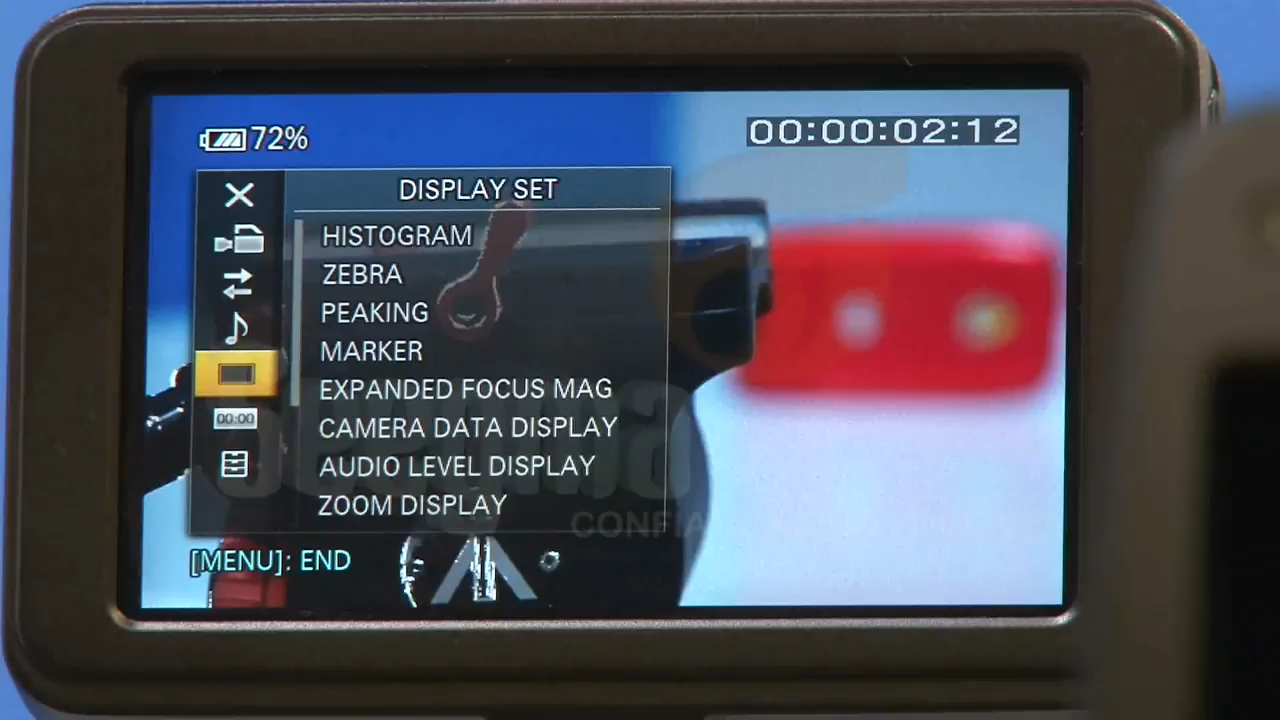 72%
00:00:02:12
DISPLAY SET
HISTOGRAM
ZEBRA
PEAKING
MARKER
EXPANDED FOCUS MAG
00:00
CAMERA DATA DISPLAY
AUDIO LEVEL DISPLAY
ZOOM DISPLAY
[MENU]: END